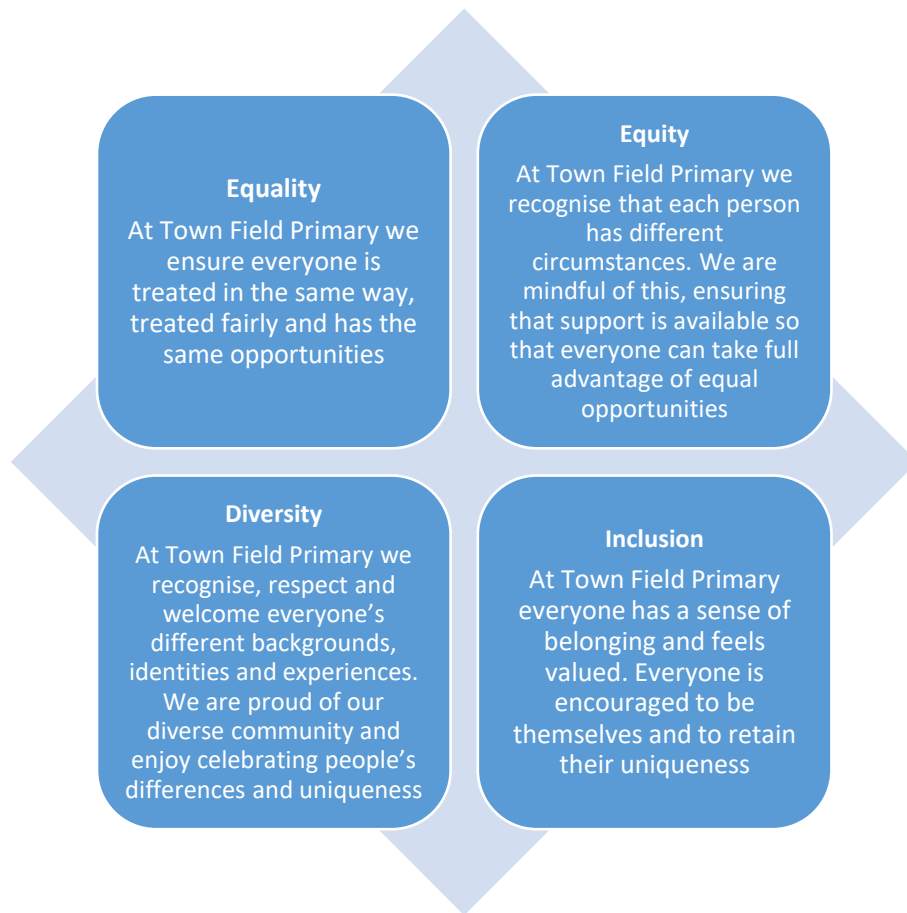 Equality
At Town Field Primary we
ensure everyone is
treated in the same way,
treated fairly and has the
same opportunities
Equity
At Town Field Primary we
recognise that each person
has different
circumstances. We are
mindful of this, ensuring
that support is available so
that everyone can take full
advantage of equal
opportunities
Diversity
At Town Field Primary we
recognise, respect and
welcome everyone’s
different backgrounds,
identities and experiences.
We are proud of our
diverse community and
enjoy celebrating people’s
differences and uniqueness
Inclusion
At Town Field Primary
everyone has a sense of
belonging and feels
valued. Everyone is
encouraged to be
themselves and to retain
their uniqueness